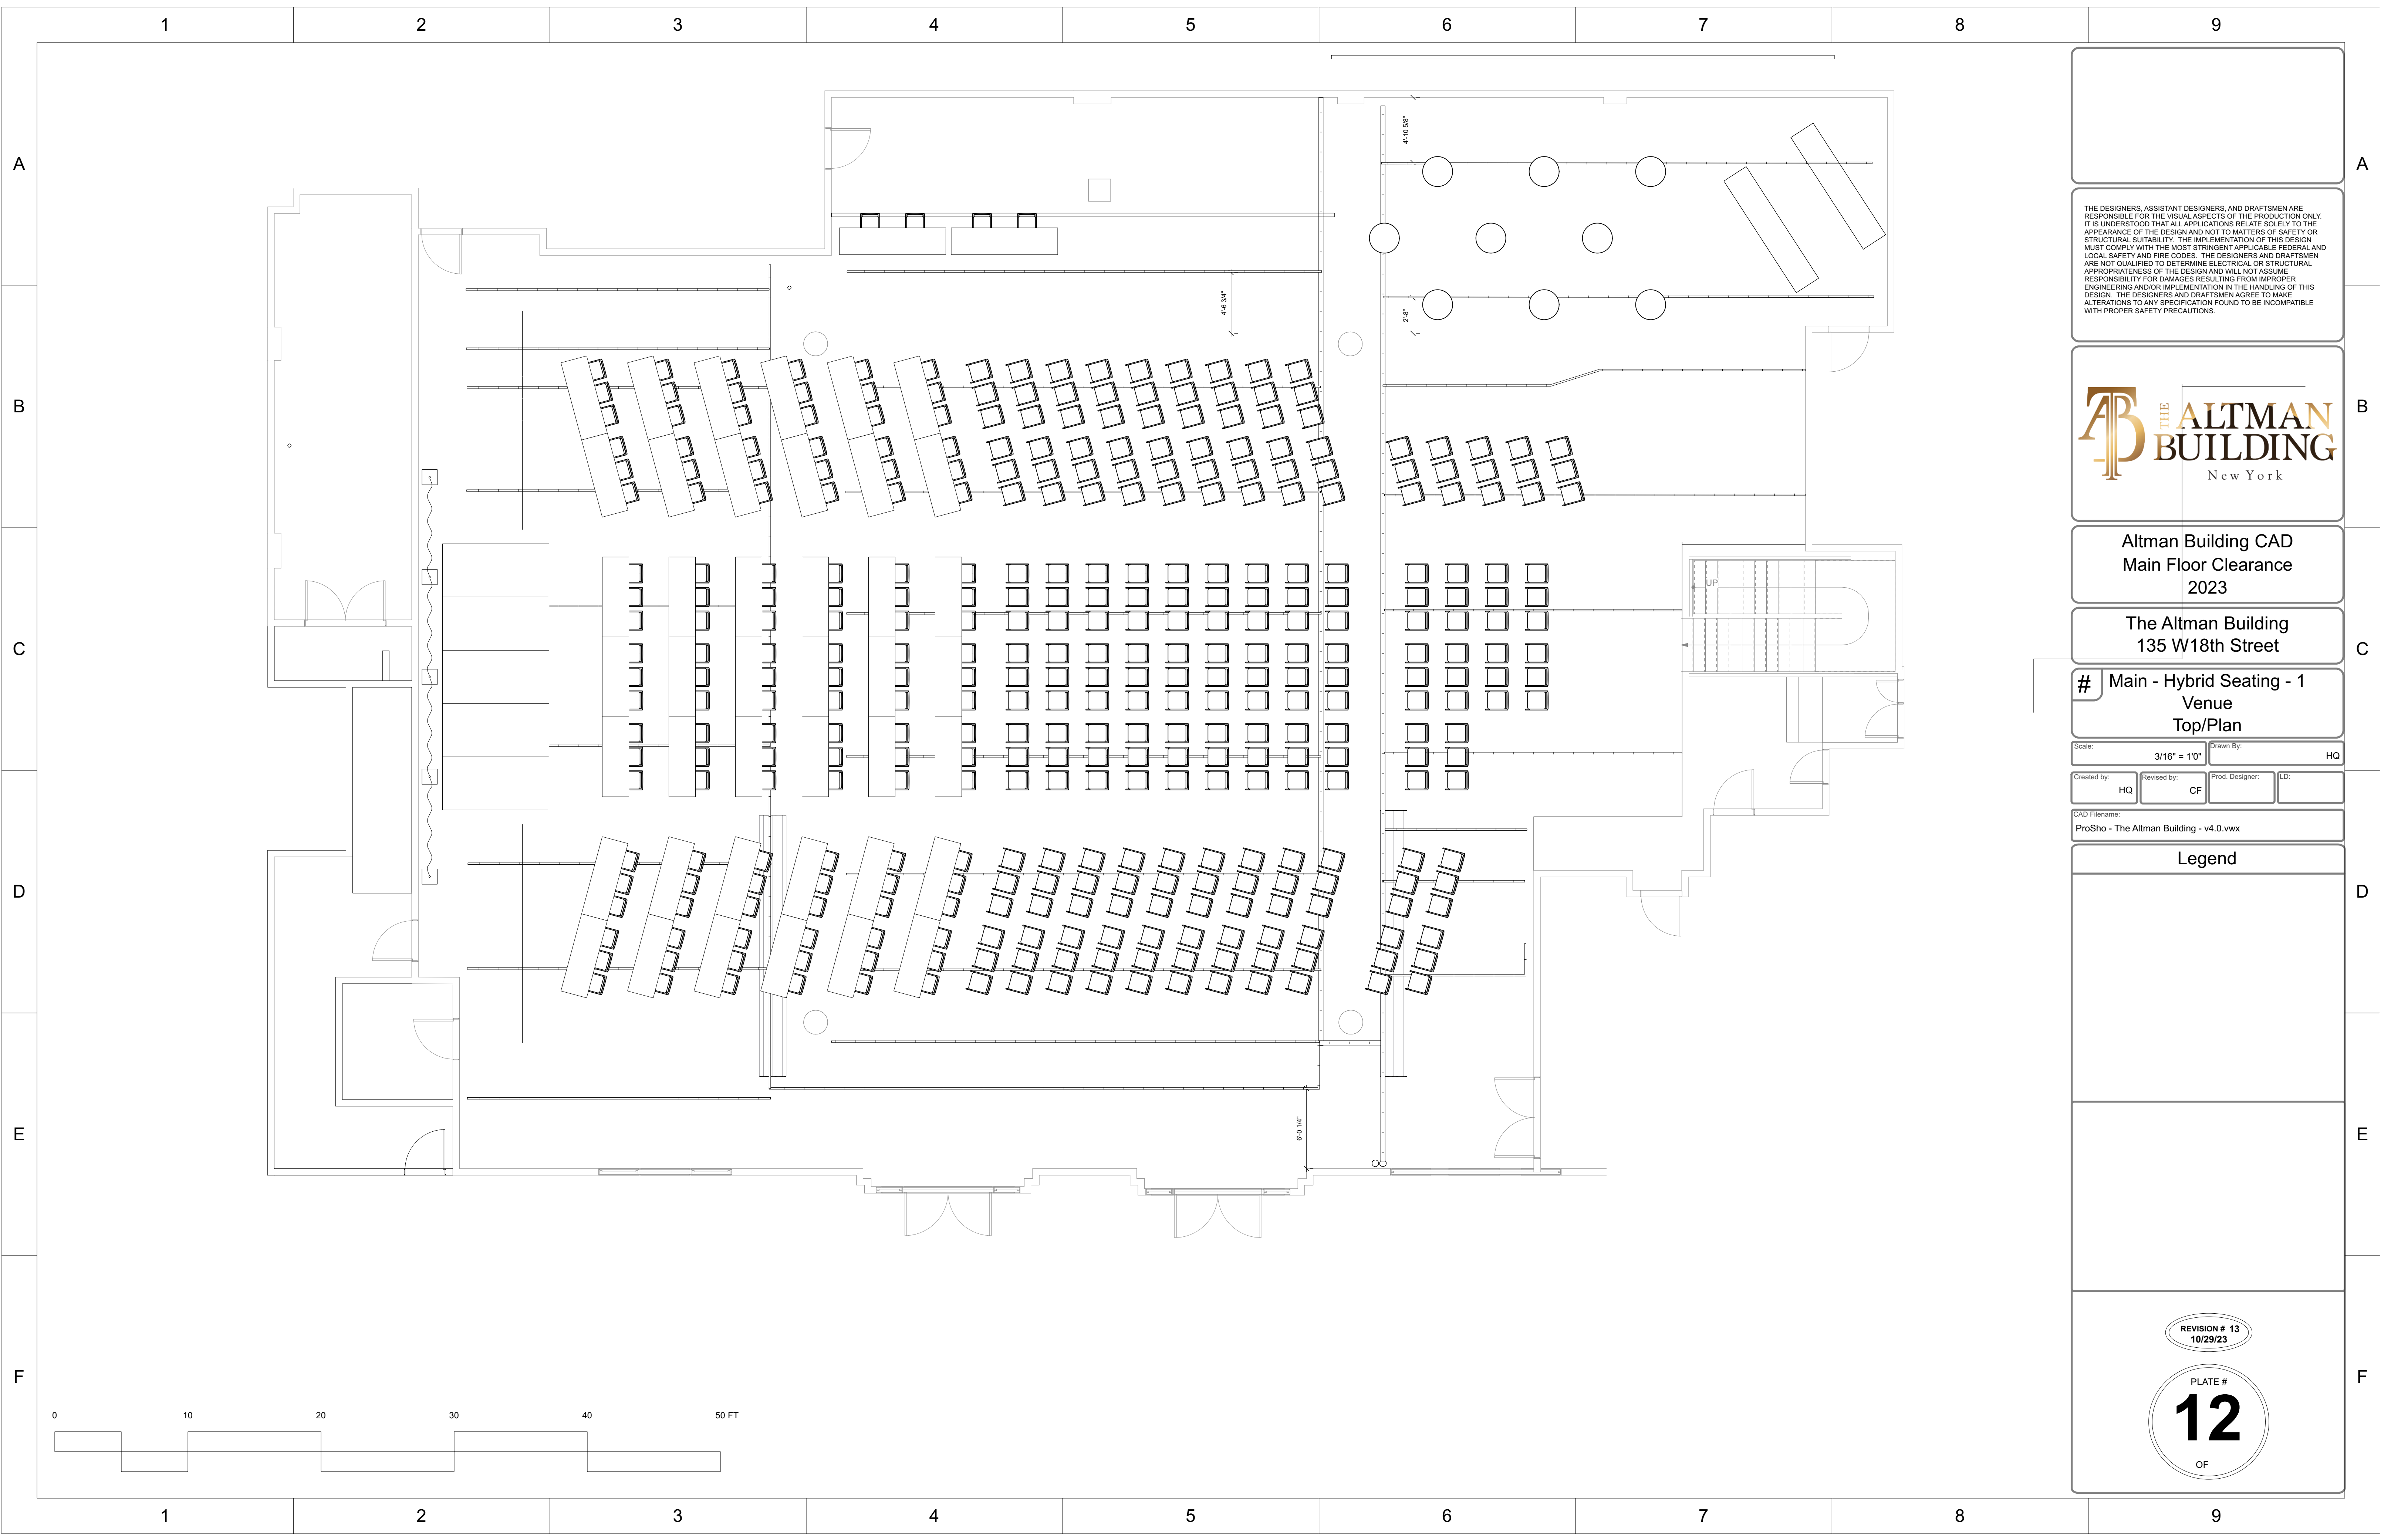 1 2 3 4 5 6 7 8 9
A A
B B
C C
D D
E E
F F
4'-10 5/8"
4'-6 3/4"
2'-8"
UP
6'-0 1/4"
0 10 20 30 40 50 FT
THE DESIGNERS, ASSISTANT DESIGNERS, AND DRAFTSMEN ARE
RESPONSIBLE FOR THE VISUAL ASPECTS OF THE PRODUCTION ONLY.
IT IS UNDERSTOOD THAT ALL APPLICATIONS RELATE SOLELY TO THE
APPEARANCE OF THE DESIGN AND NOT TO MATTERS OF SAFETY OR
STRUCTURAL SUITABILITY. THE IMPLEMENTATION OF THIS DESIGN
MUST COMPLY WITH THE MOST STRINGENT APPLICABLE FEDERAL AND
LOCAL SAFETY AND FIRE CODES. THE DESIGNERS AND DRAFTSMEN
ARE NOT QUALIFIED TO DETERMINE ELECTRICAL OR STRUCTURAL
APPROPRIATENESS OF THE DESIGN AND WILL NOT ASSUME
RESPONSIBILITY FOR DAMAGES RESULTING FROM IMPROPER
ENGINEERING AND/OR IMPLEMENTATION IN THE HANDLING OF THIS
DESIGN. THE DESIGNERS AND DRAFTSMEN AGREE TO MAKE
ALTERATIONS TO ANY SPECIFICATION FOUND TO BE INCOMPATIBLE
WITH PROPER SAFETY PRECAUTIONS.
TAB
THE ALTMAN
BUILDING
New York
Altman Building CAD
Main Floor Clearance
2023
The Altman Building
135 W18th Street
# Main - Hybrid Seating - 1
Venue
Top/Plan
Scale: 3/16" = 1'0" Drawn By: HQ
Created by: HQ Revised by: CF Prod. Designer: LD:
CAD Filename:
ProSho - The Altman Building - v4.0.vwx
Legend
REVISION # 13
10/29/23
PLATE #
12
OF
1 2 3 4 5 6 7 8 9